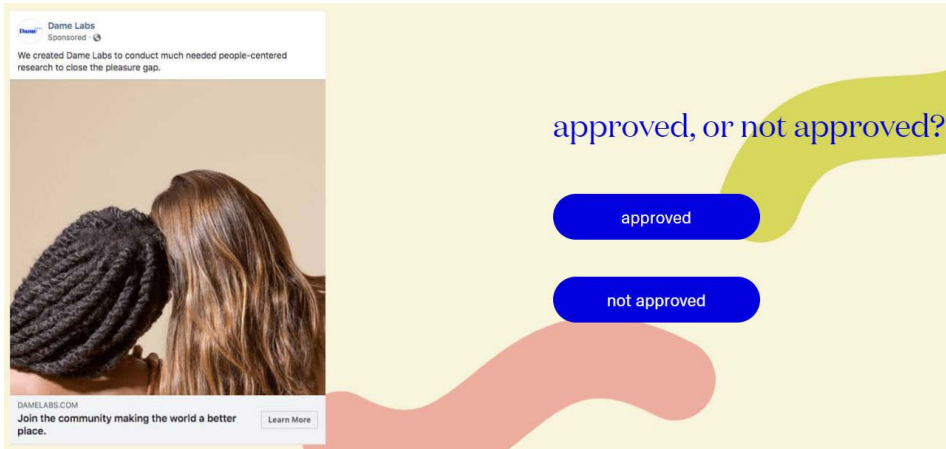 Dame
Dame Labs
Sponsored ·
We created Dame Labs to conduct much needed people-centered
research to close the pleasure gap.
DAMELABS.COM
Join the community making the world a better
place.
Learn More
approved, or not approved?
approved
not approved